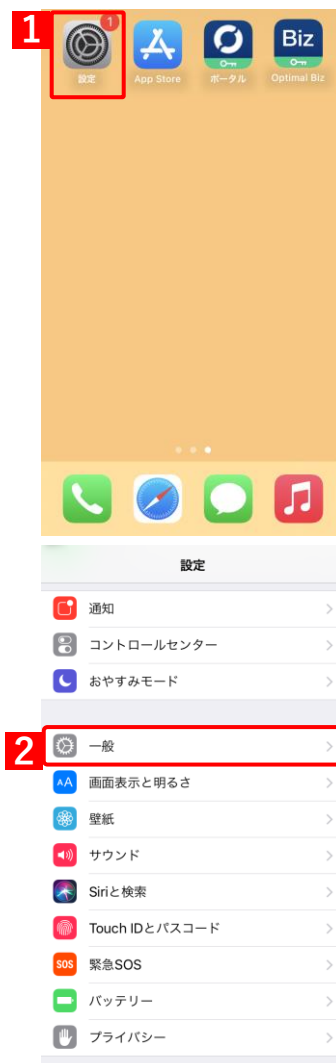 1
1
Biz
設定
App Store
ポータル
Optimal Biz
設定
通知
コントロールセンター
おやすみモード
2
一般
AA 画面表示と明るさ
壁紙
サウンド
Siriと検索
Touch IDとパスコード
SOS 緊急SOS
バッテリー
プライバシー